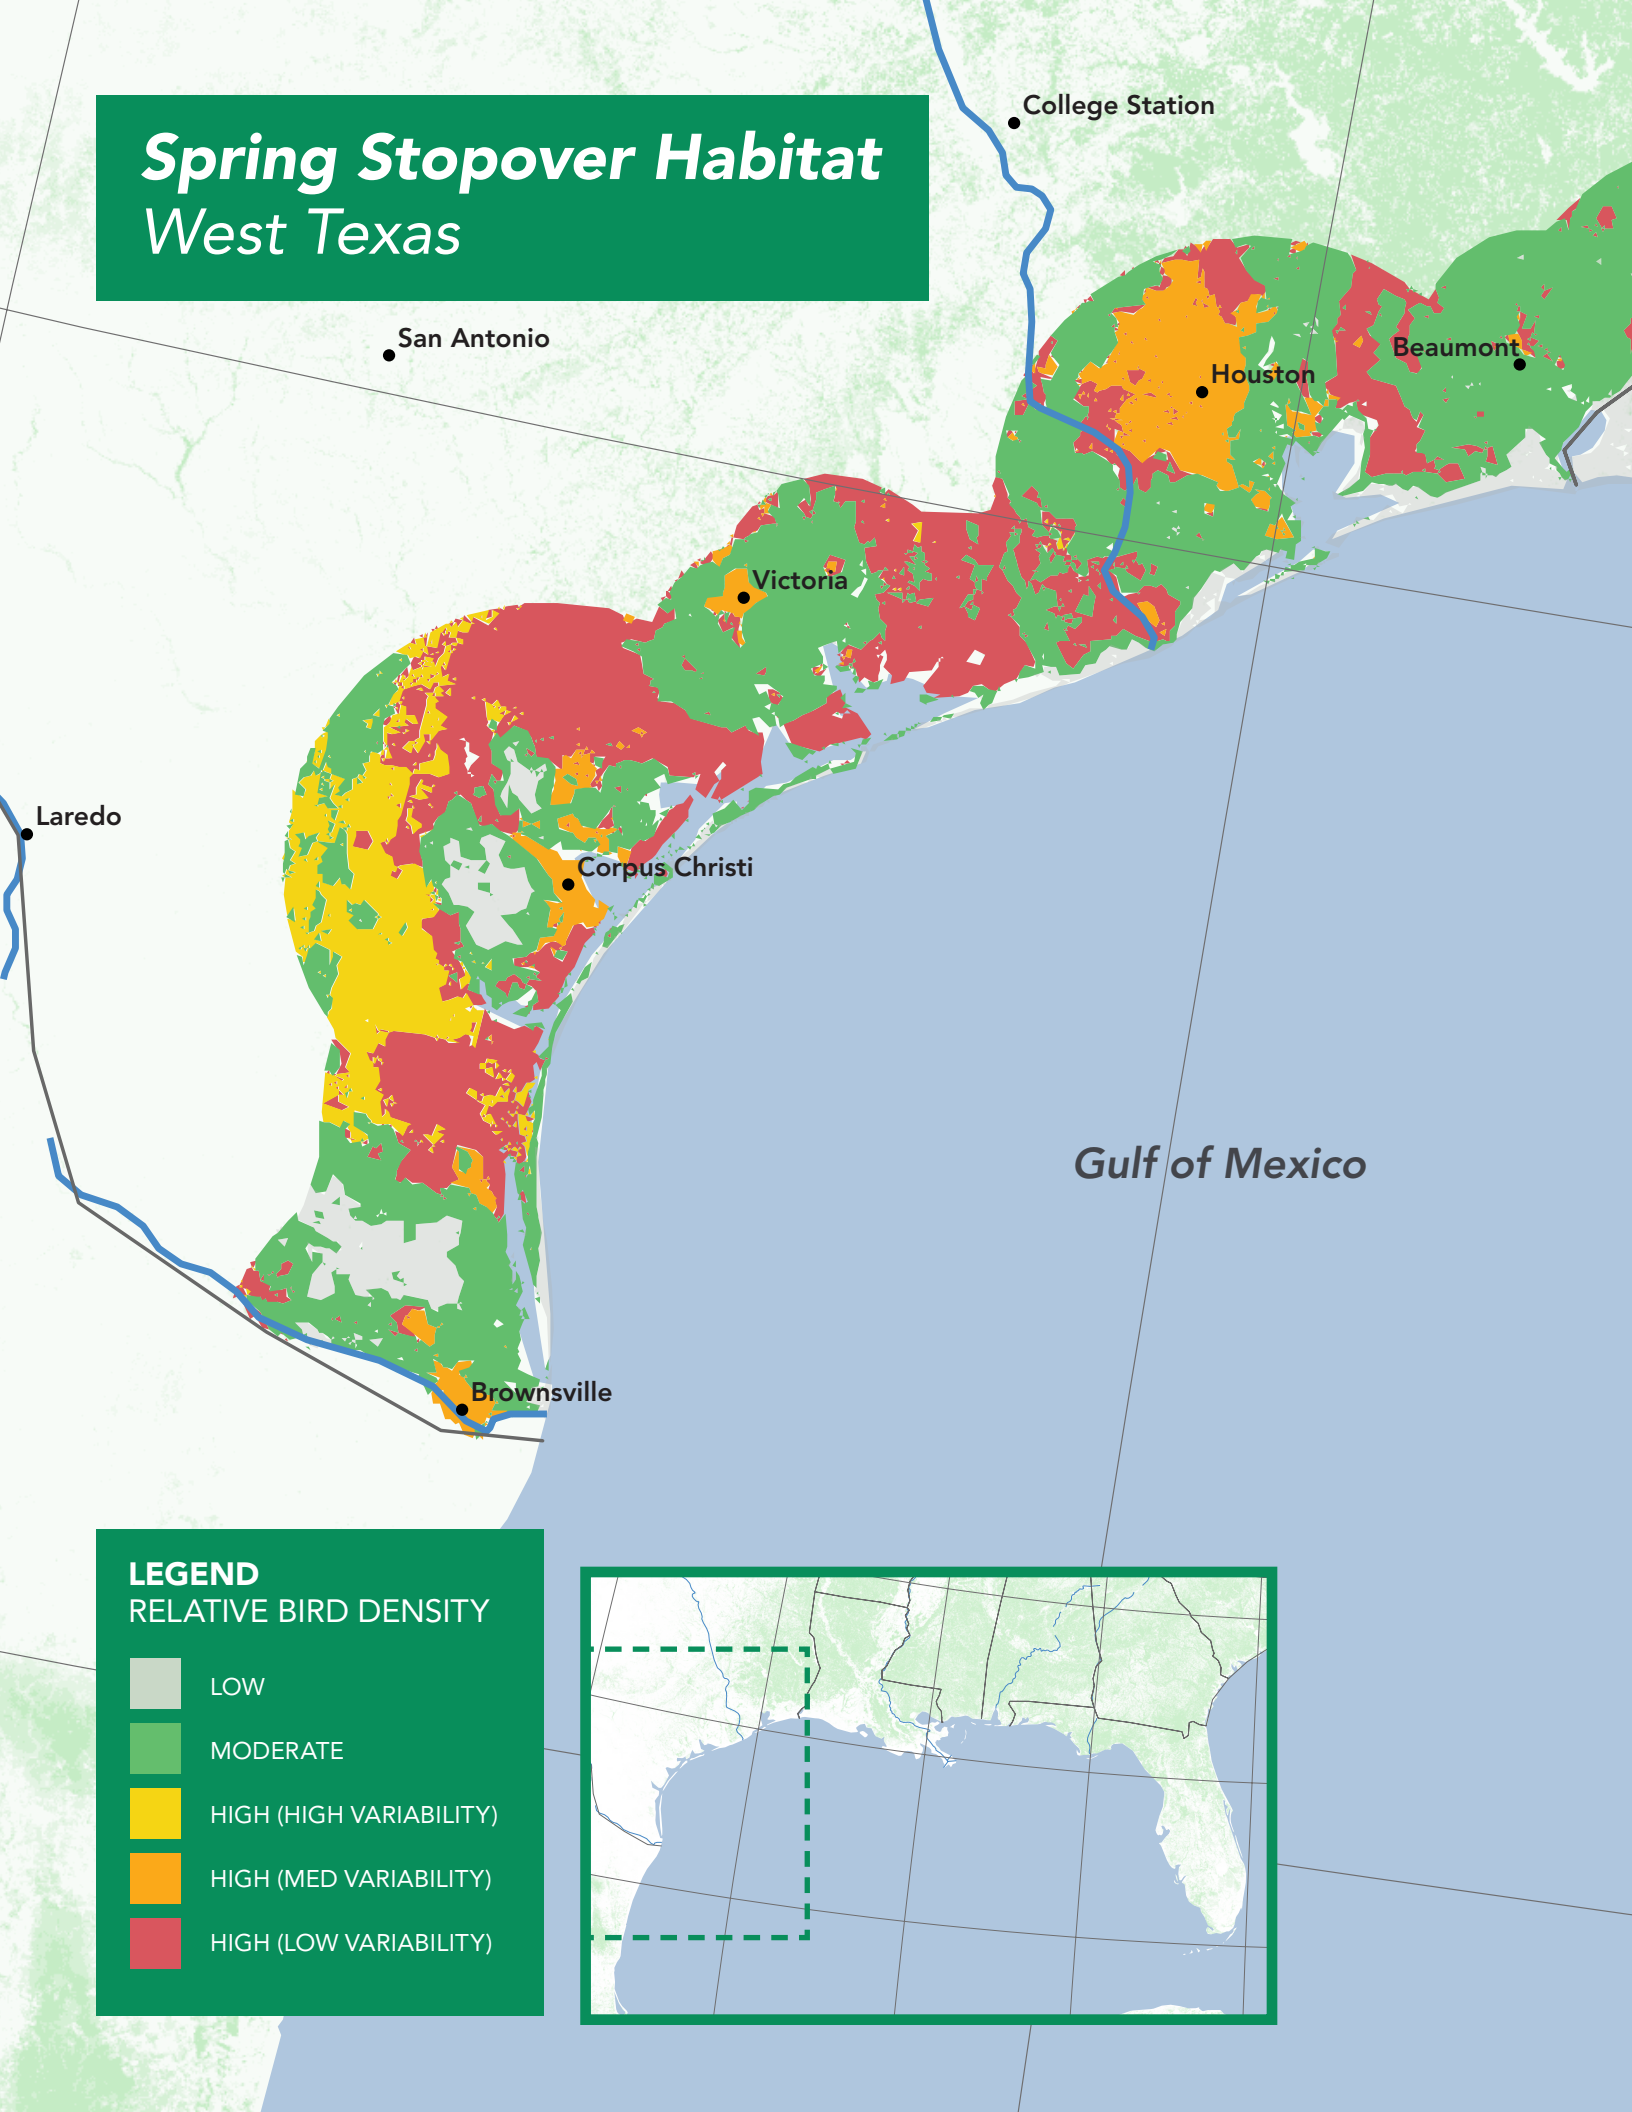 Spring Stopover Habitat
West Texas
College Station
San Antonio
Beaumont
Houston
Victoria
Laredo
Corpus Christi
Gulf of Mexico
Brownsville
LEGEND
RELATIVE BIRD DENSITY
LOW
MODERATE
HIGH (HIGH VARIABILITY)
HIGH (MED VARIABILITY)
HIGH (LOW VARIABILITY)